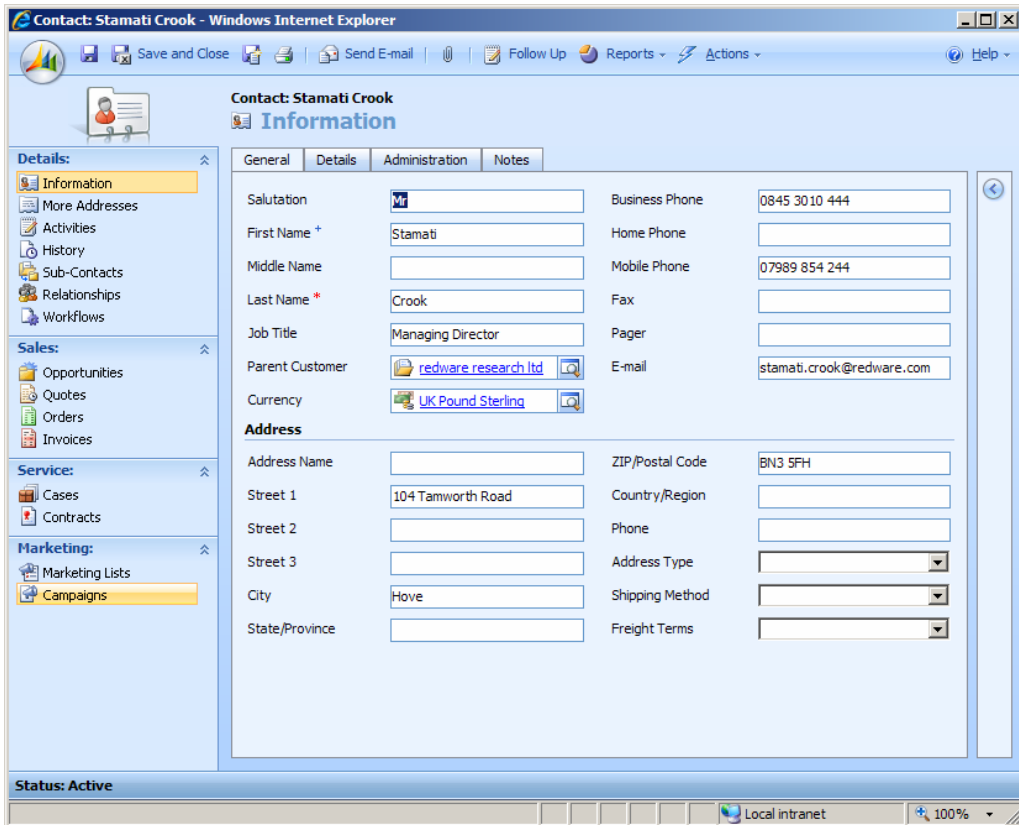 Contact: Stamati Crook - Windows Internet Explorer
Save and Close Send E-mail Follow Up Reports Actions Help
Contact: Stamati Crook
Information
Details:
Information
More Addresses
Activities
History
Sub-Contacts
Relationships
Workflows
Sales:
Opportunities
Quotes
Orders
Invoices
Service:
Cases
Contracts
Marketing:
Marketing Lists
Campaigns
General Details Administration Notes
Salutation Mr Business Phone 0845 3010 444
First Name + Stamati Home Phone
Middle Name Mobile Phone 07989 854 244
Last Name * Crook Fax
Job Title Managing Director Pager
Parent Customer redware research ltd E-mail stamati.crook@redware.com
Currency UK Pound Sterling
Address
Address Name ZIP/Postal Code BN3 5FH
Street 1 104 Tamworth Road Country/Region
Street 2 Phone
Street 3 Address Type
City Hove Shipping Method
State/Province Freight Terms
Status: Active
Local intranet 100%